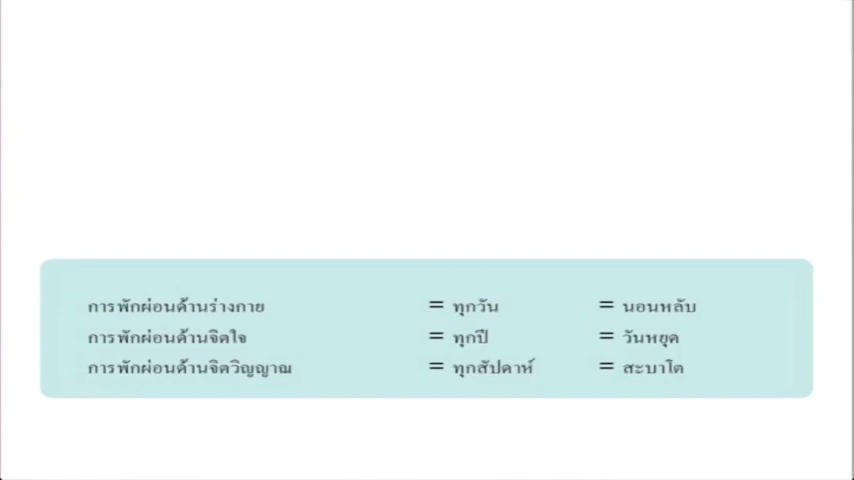 การพักผ่อนด้านร่างกาย = ทุกวัน = นอนหลับ
การพักผ่อนด้านจิตใจ = ทุกปี = วันหยุด
การพักผ่อนด้านจิตวิญญาณ = ทุกสัปดาห์ = สะบาโต